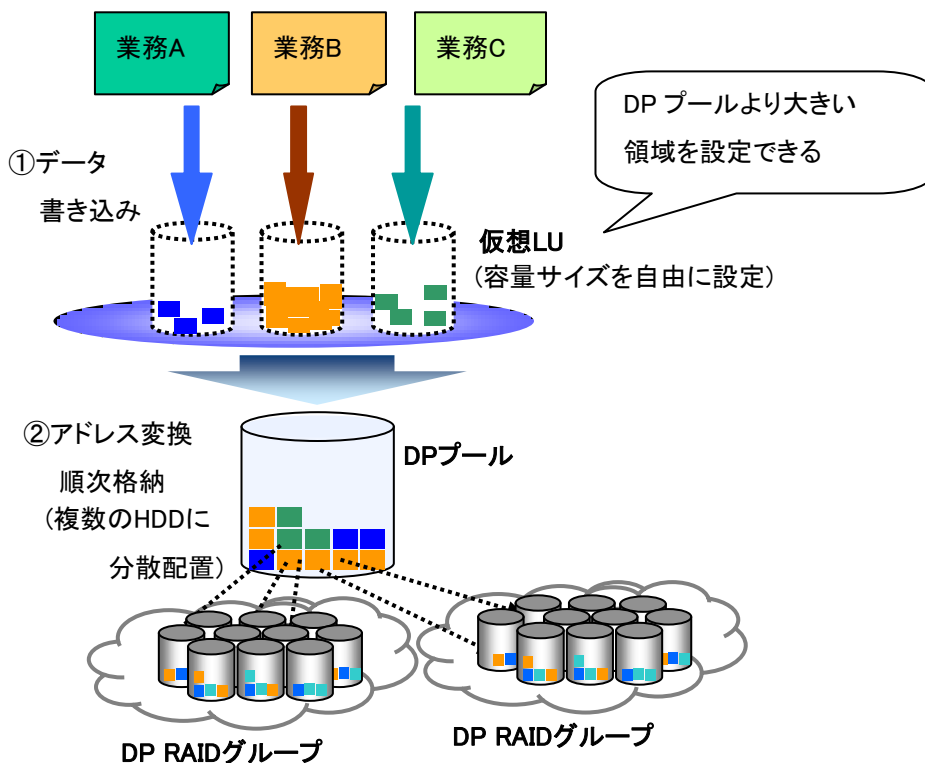 業務A
業務B
業務C
DP プールより大きい
領域を設定できる
①データ
書き込み
仮想LU
(容量サイズを自由に設定)
②アドレス変換
順次格納
(複数のHDDに
分散配置)
DPプール
DP RAIDグループ
DP RAIDグループ